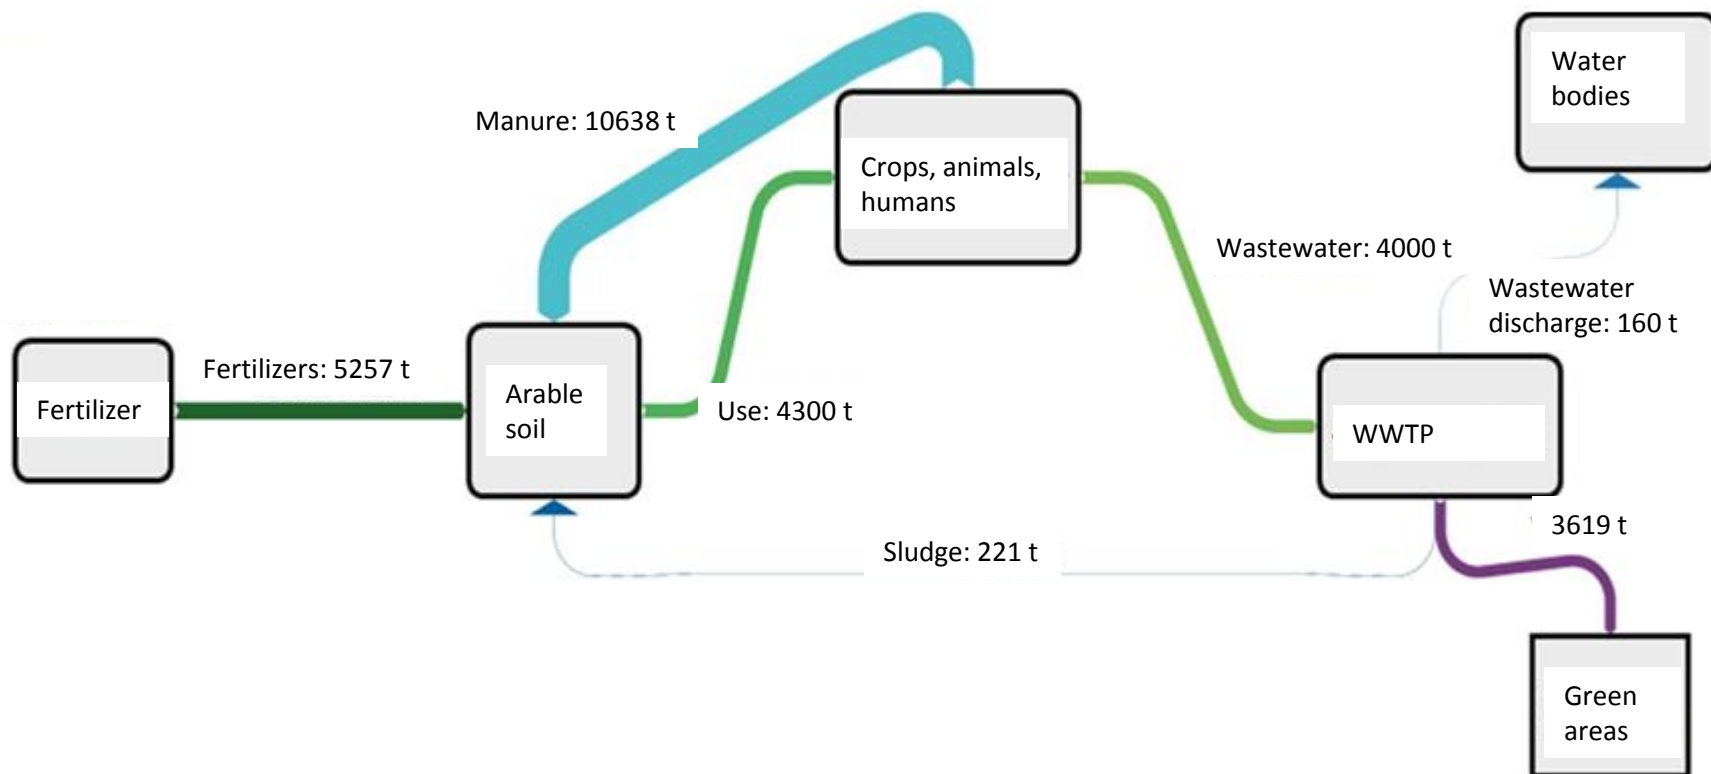 Water
bodies
Manure: 10638 t
Crops, animals,
humans
Wastewater: 4000 t
Wastewater
discharge: 160 t
Fertilizers: 5257 t
Fertilizer
Arable
soil
Use: 4300 t
WWTP
3619 t
Sludge: 221 t
Green
areas